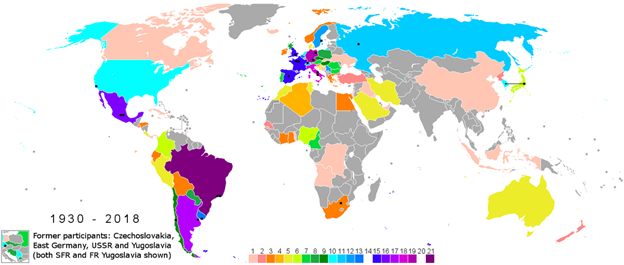 1930 - 2018
Former participants: Czechoslovakia,
East Germany, USSR and Yugoslavia
(both SFR and FR Yugoslavia shown)
1 2 3 4 5 6 7 8 9 10 11 12 13 14 15 16 17 18 19 20 21